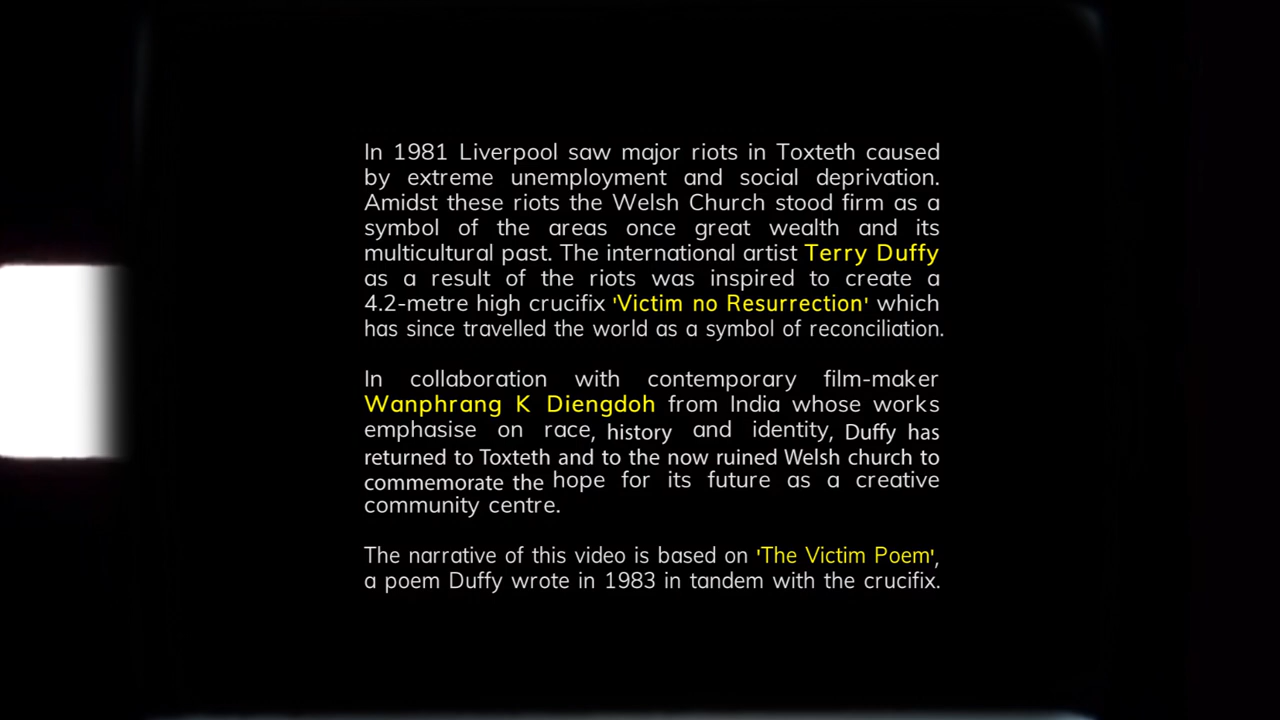 In 1981 Liverpool saw major riots in Toxteth caused
by extreme unemployment and social deprivation.
Amidst these riots the Welsh Church stood firm as a
symbol of the areas once great wealth and its
multicultural past. The international artist Terry Duffy
as a result of the riots was inspired to create a
4.2-metre high crucifix 'Victim no Resurrection' which
has since travelled the world as a symbol of reconciliation.
In collaboration with contemporary film-maker
Wanphrang K Diengdoh from India whose works
emphasise on race, history and identity, Duffy has
returned to Toxteth and to the now ruined Welsh church to
commemorate the hope for its future as a creative
community centre.
The narrative of this video is based on 'The Victim Poem',
a poem Duffy wrote in 1983 in tandem with the crucifix.